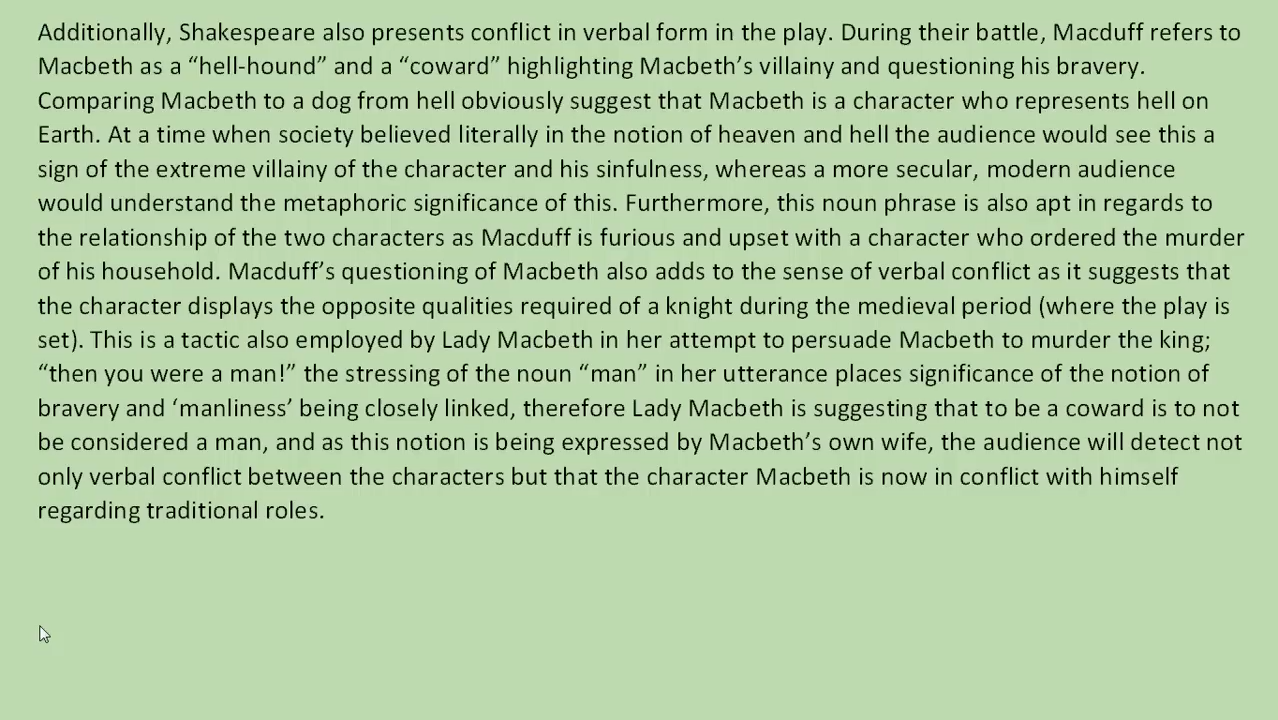 Additionally, Shakespeare also presents conflict in verbal form in the play. During their battle, Macduff refers to
Macbeth as a “hell-hound” and a “coward” highlighting Macbeth’s villainy and questioning his bravery.
Comparing Macbeth to a dog from hell obviously suggest that Macbeth is a character who represents hell on
Earth. At a time when society believed literally in the notion of heaven and hell the audience would see this a
sign of the extreme villainy of the character and his sinfulness, whereas a more secular, modern audience
would understand the metaphoric significance of this. Furthermore, this noun phrase is also apt in regards to
the relationship of the two characters as Macduff is furious and upset with a character who ordered the murder
of his household. Macduff’s questioning of Macbeth also adds to the sense of verbal conflict as it suggests that
the character displays the opposite qualities required of a knight during the medieval period (where the play is
set). This is a tactic also employed by Lady Macbeth in her attempt to persuade Macbeth to murder the king;
“then you were a man!” the stressing of the noun “man” in her utterance places significance of the notion of
bravery and ‘manliness’ being closely linked, therefore Lady Macbeth is suggesting that to be a coward is to not
be considered a man, and as this notion is being expressed by Macbeth’s own wife, the audience will detect not
only verbal conflict between the characters but that the character Macbeth is now in conflict with himself
regarding traditional roles.